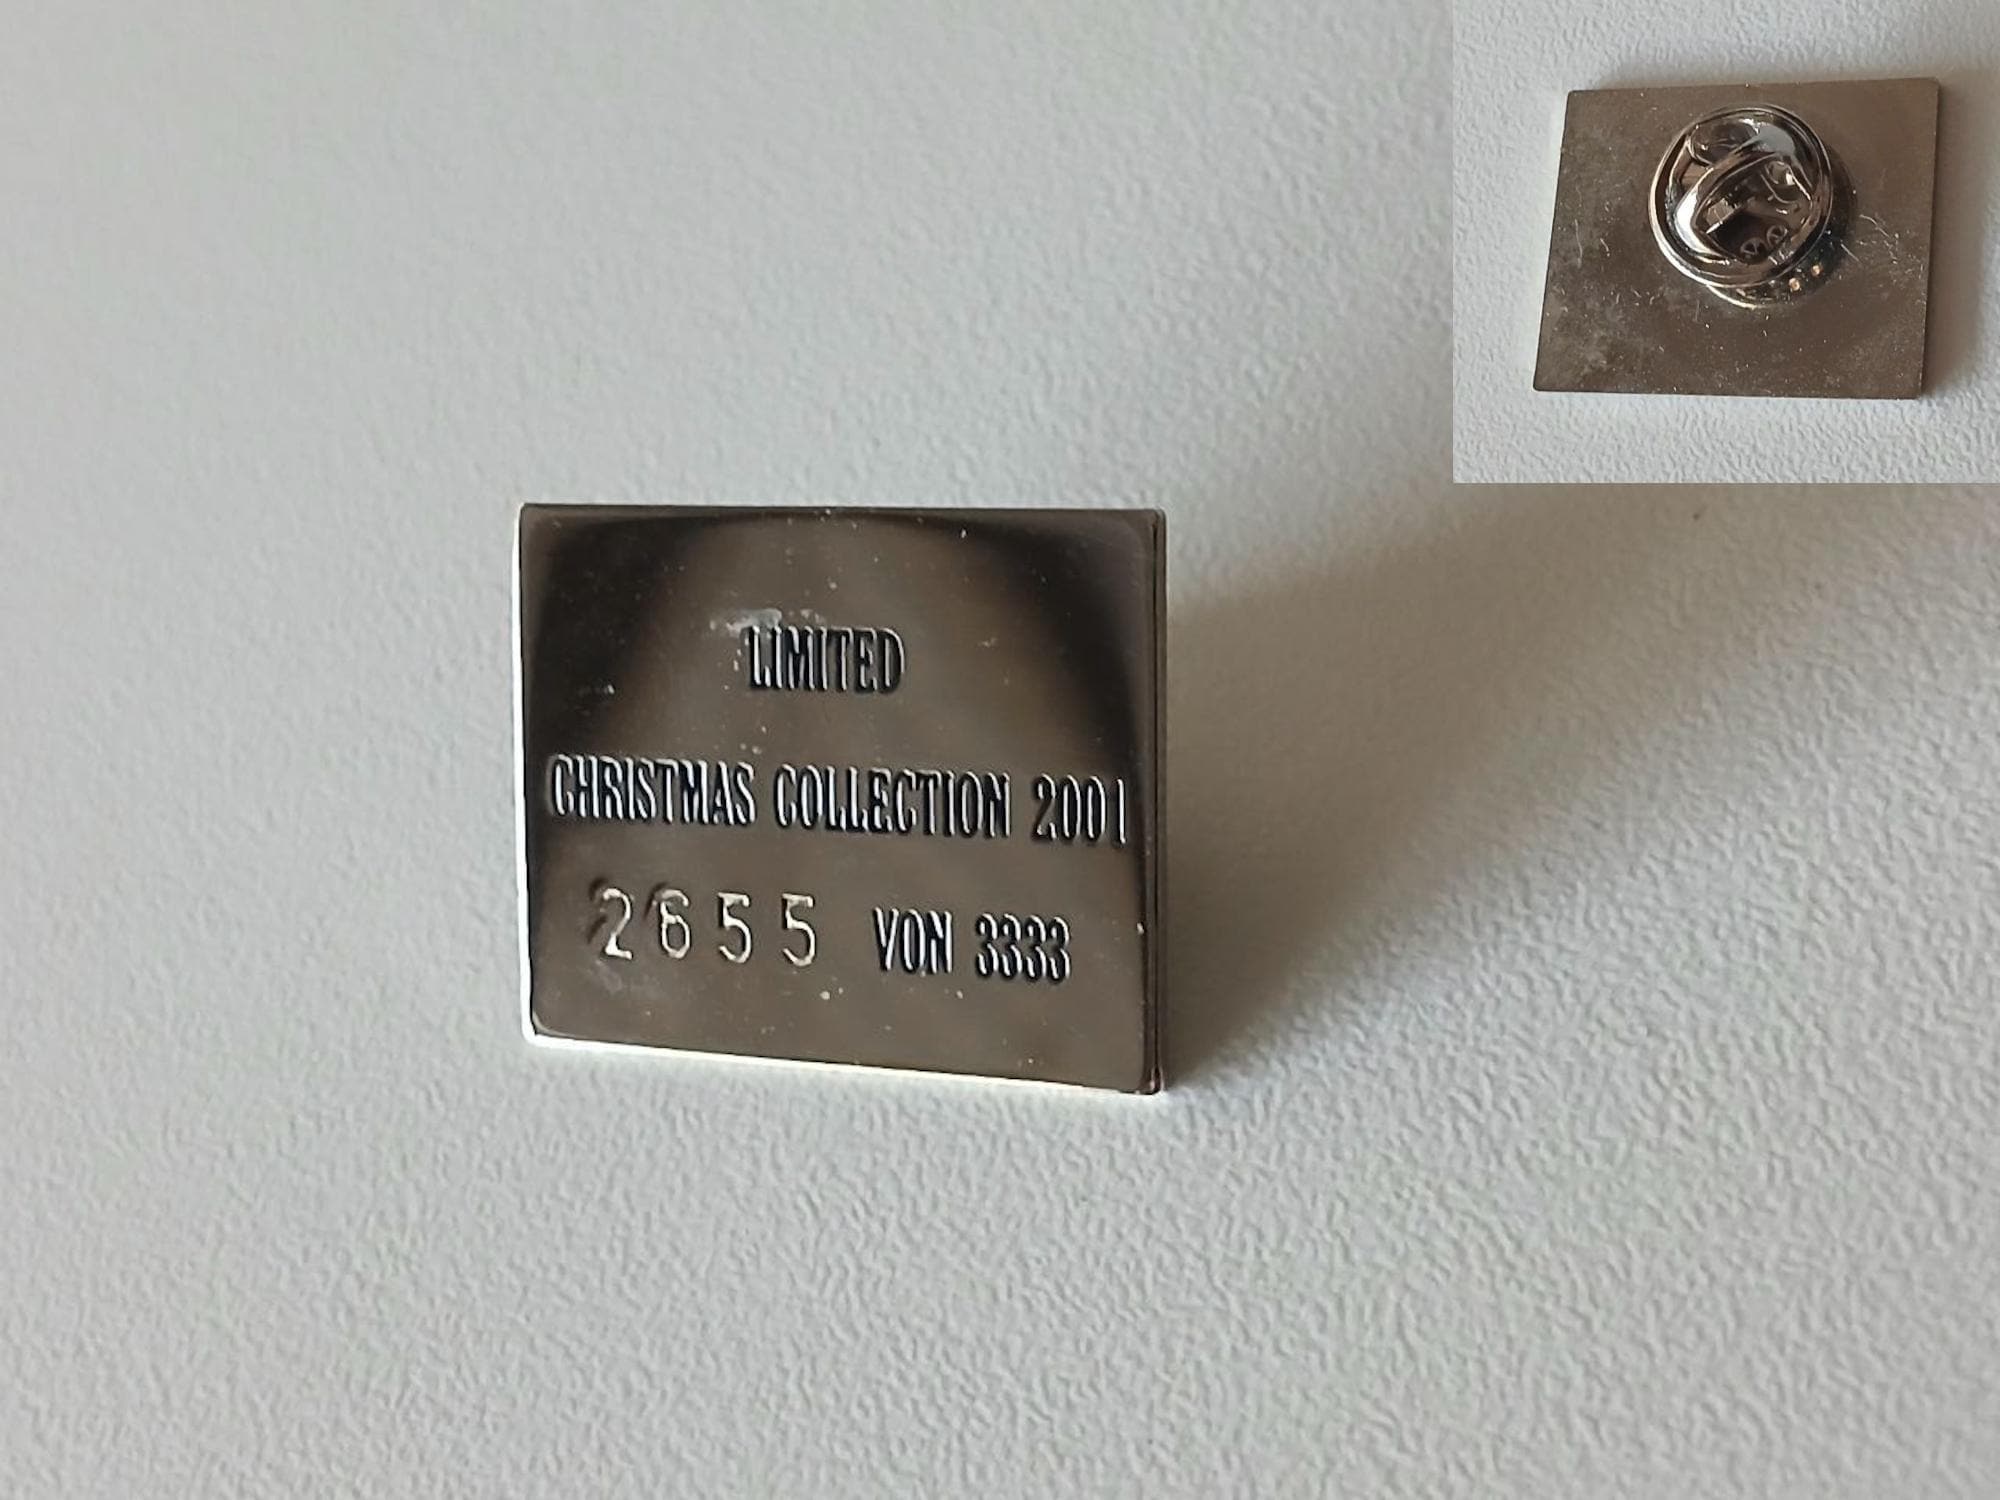 LIMITED
CHRISTMAS COLLECTION 2001
2655 VON 3333